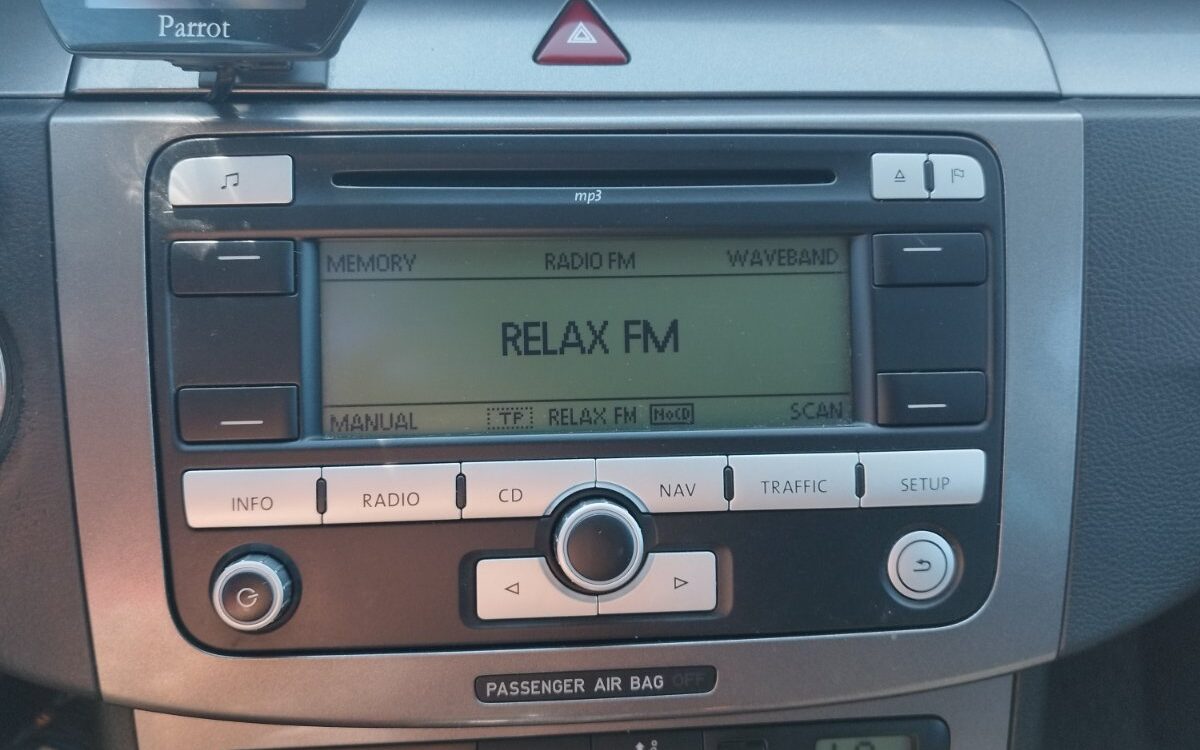 Parrot
mp3
MEMORY RADIO FM WAVEBAND
RELAX FM
MANUAL TP RELAX FM NoCD SCAN
INFO RADIO CD NAV TRAFFIC SETUP
PASSENGER AIR BAG OFF